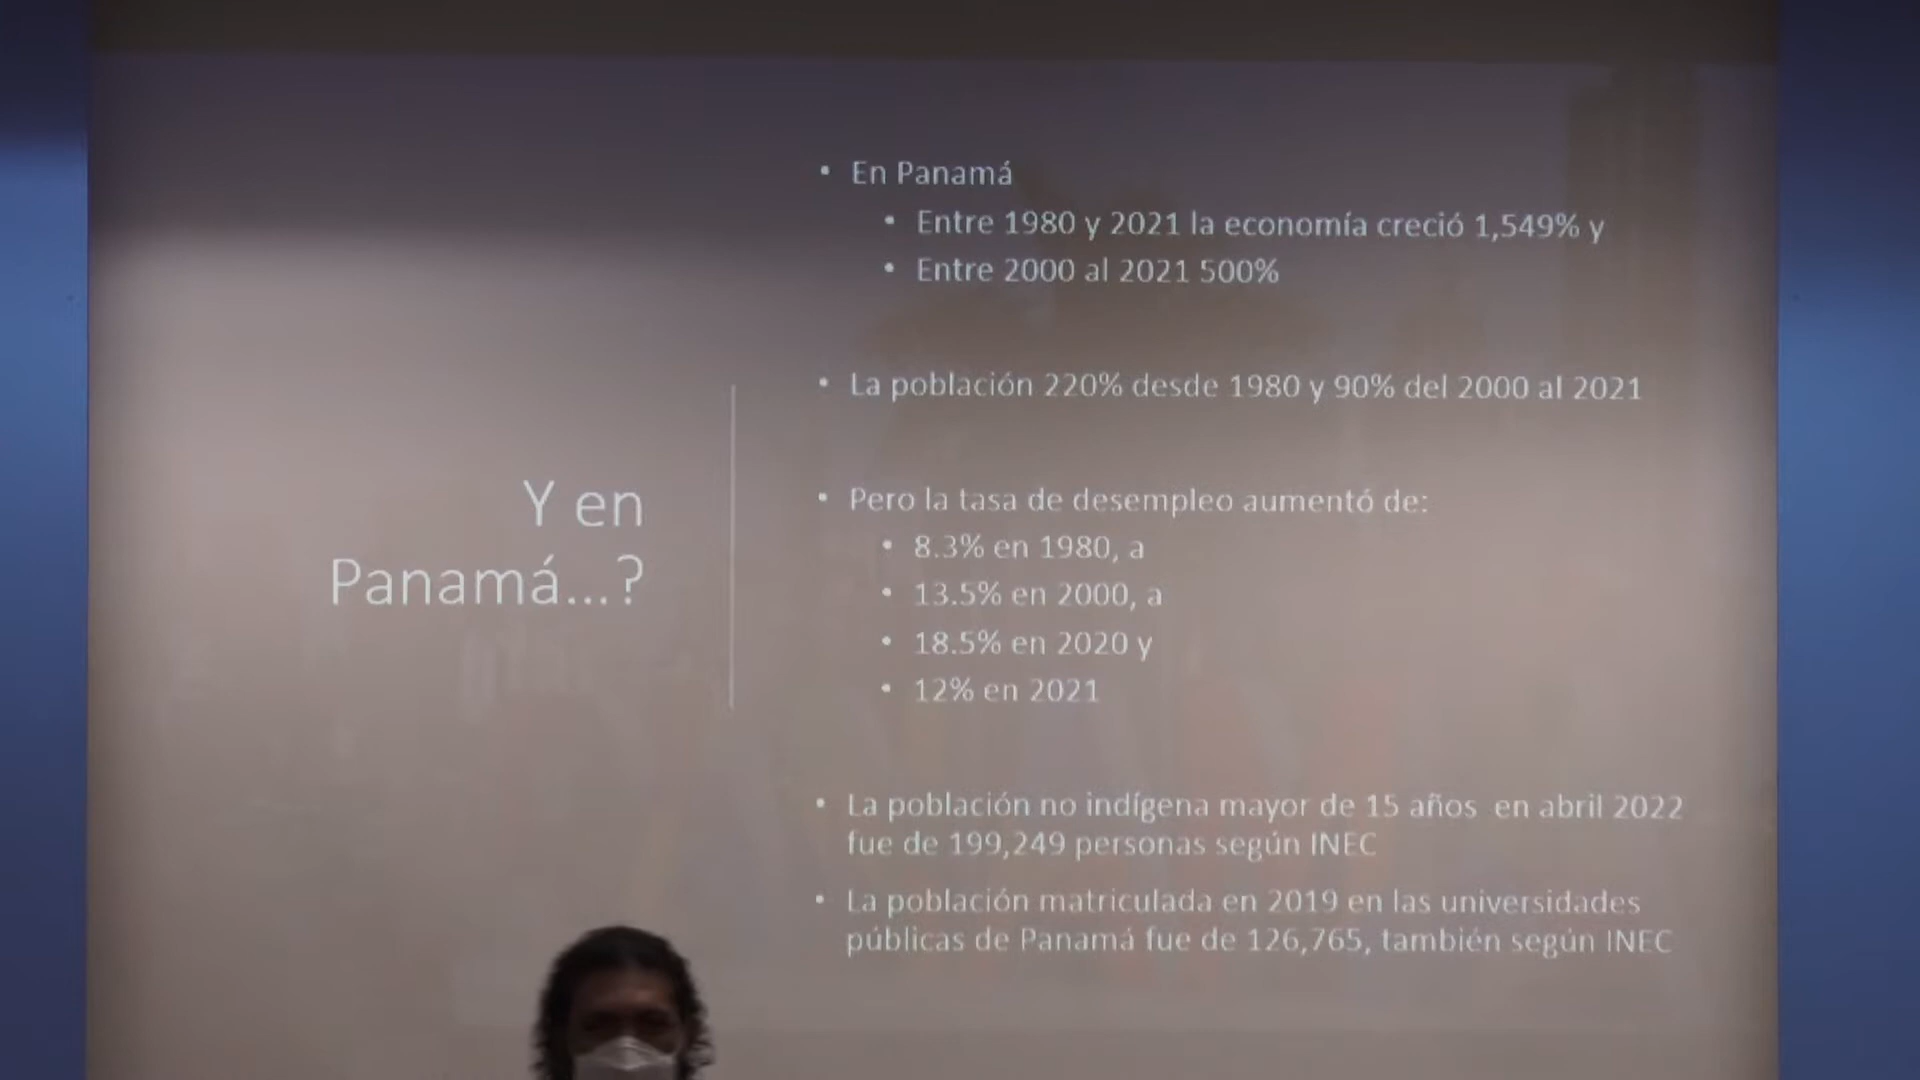 Y en
Panamá...?
• En Panamá
• Entre 1980 y 2021 la economía creció 1,549% y
• Entre 2000 al 2021 500%
• La población 220% desde 1980 y 90% del 2000 al 2021
• Pero la tasa de desempleo aumentó de:
• 8.3% en 1980, a
• 13.5% en 2000, a
• 18.5% en 2020 y
• 12% en 2021
• La población no indígena mayor de 15 años en abril 2022
fue de 199,249 personas según INEC
• La población matriculada en 2019 en las universidades
públicas de Panamá fue de 126,765, también según INEC